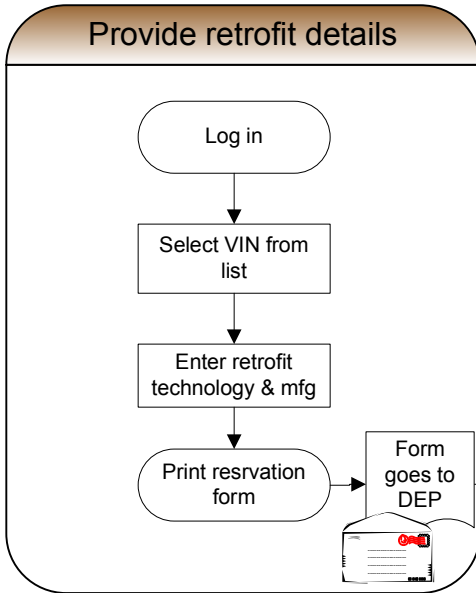 Provide retrofit details
Log in
Select VIN from
list
Enter retrofit
technology & mfg
Print resrvation
form
Form
goes to
DEP